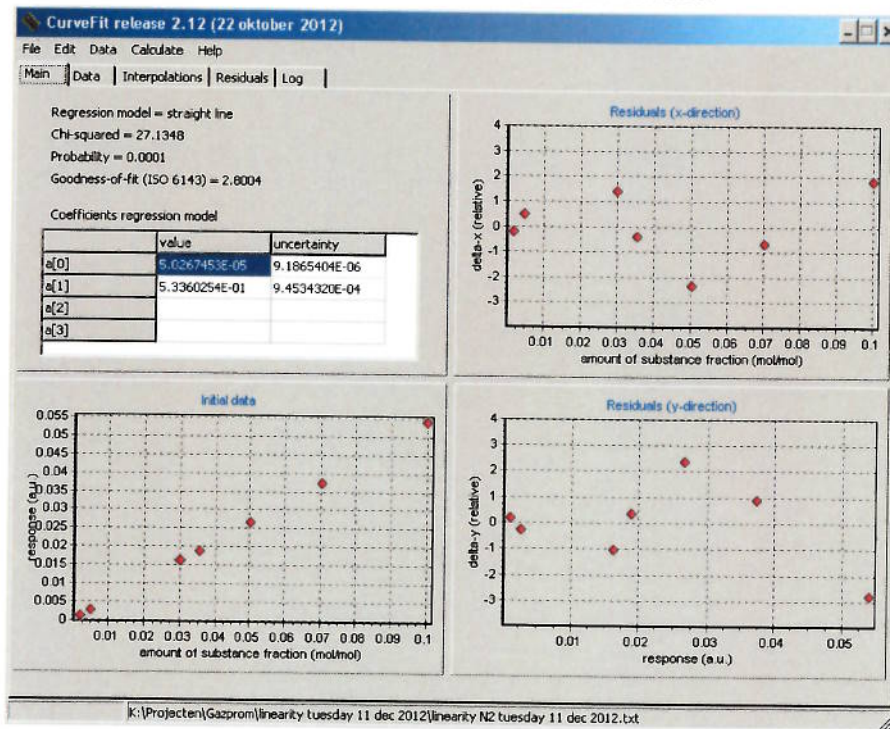 CurveFit release 2.12 (22 oktober 2012)
File Edit Data Calculate Help
Main Data Interpolations Residuals Log
Regression model = straight line
Chi-squared = 27.1348
Probability = 0.0001
Goodness-of-fit (ISO 6143) = 2.8004
Coefficients regression model
value uncertainty
a[0] 5.0267453E-05 9.1865404E-06
a[1] 5.3360254E-01 9.4534320E-04
a[2]
a[3]
Residuals (x-direction)
delta-x (relative)
4
3
2
1
0
-1
-2
-3
0.01 0.02 0.03 0.04 0.05 0.06 0.07 0.08 0.09 0.1
amount of substance fraction (mol/mol)
Initial data
response (a.u.)
0.055
0.05
0.045
0.04
0.035
0.03
0.025
0.02
0.015
0.01
0.005
0
0.01 0.02 0.03 0.04 0.05 0.06 0.07 0.08 0.09 0.1
amount of substance fraction (mol/mol)
Residuals (y-direction)
delta-y (relative)
4
3
2
1
0
-1
-2
-3
0.01 0.02 0.03 0.04 0.05
response (a.u.)
K:\Projecten\Gazprom\linearity tuesday 11 dec 2012\linearity N2 tuesday 11 dec 2012.txt